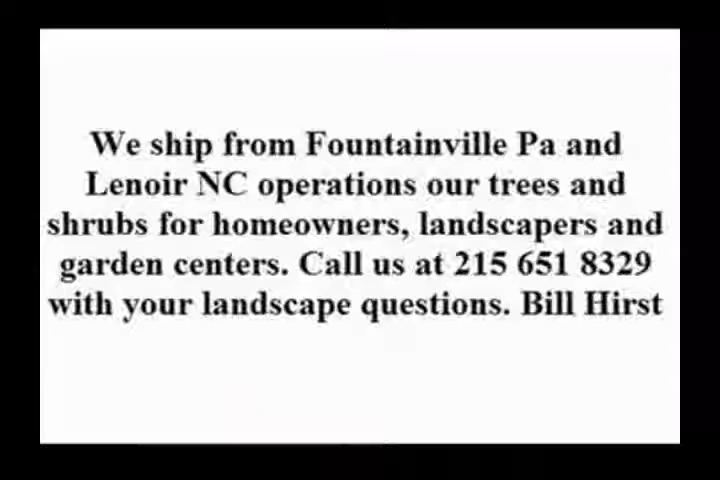 We ship from Fountainville Pa and
Lenoir NC operations our trees and
shrubs for homeowners, landscapers and
garden centers. Call us at 215 651 8329
with your landscape questions. Bill Hirst